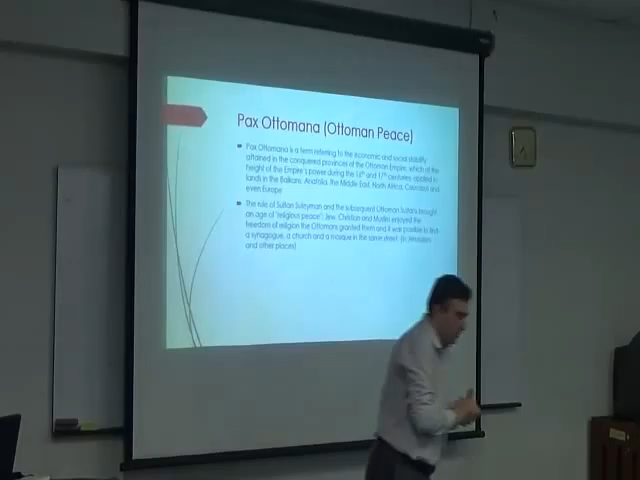 Pax Ottomana (Ottoman Peace)
Pax Ottomana is a term referring to the economic and social stability
attained in the conquered provinces of the Ottoman Empire, which at the
height of the Empire's power during the 16th and 17th centuries applied to
lands in the Balkans, Anatolia, the Middle East, North Africa, Caucasus and
even Europe
The rule of Sultan Suleyman and the subsequent Ottoman Sultans brought
an age of "religious peace": Jew, Christian and Muslim enjoyed the
freedom of religion the Ottomans granted them and it was possible to find
a synagogue, a church and a mosque in the same street. (In Jerusalem
and other places)